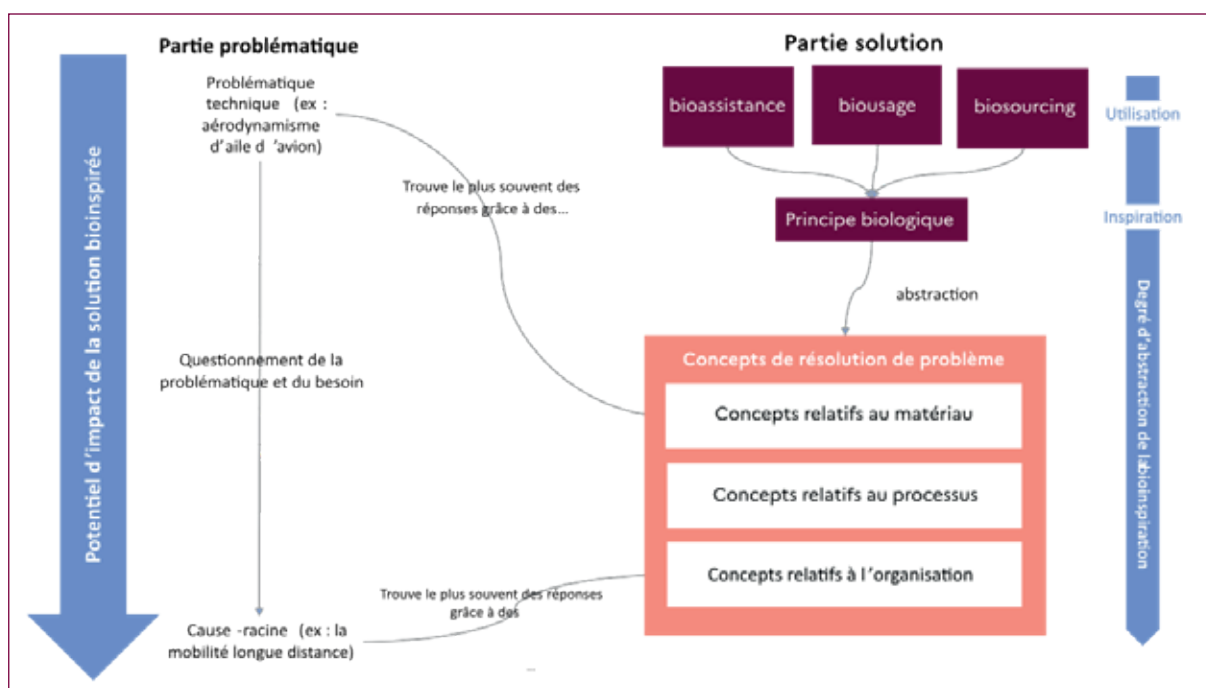 Partie problématique
Problématique
technique (ex :
aérodynamisme
d'aile d 'avion)
Trouve le plus souvent des
réponses grâce à des...
Questionnement de la
problématique et du besoin
Trouve le plus souvent des réponses
grâce à des
...
Cause -racine (ex : la
mobilité longue distance)
Potentiel d'impact de la solution bioinspirée
Partie solution
bioassistance
biousage
biosourcing
Principe biologique
abstraction
Concepts de résolution de problème
Concepts relatifs au matériau
Concepts relatifs au processus
Concepts relatifs à l'organisation
Utilisation
Inspiration
Degré d'abstraction de labioinspiration